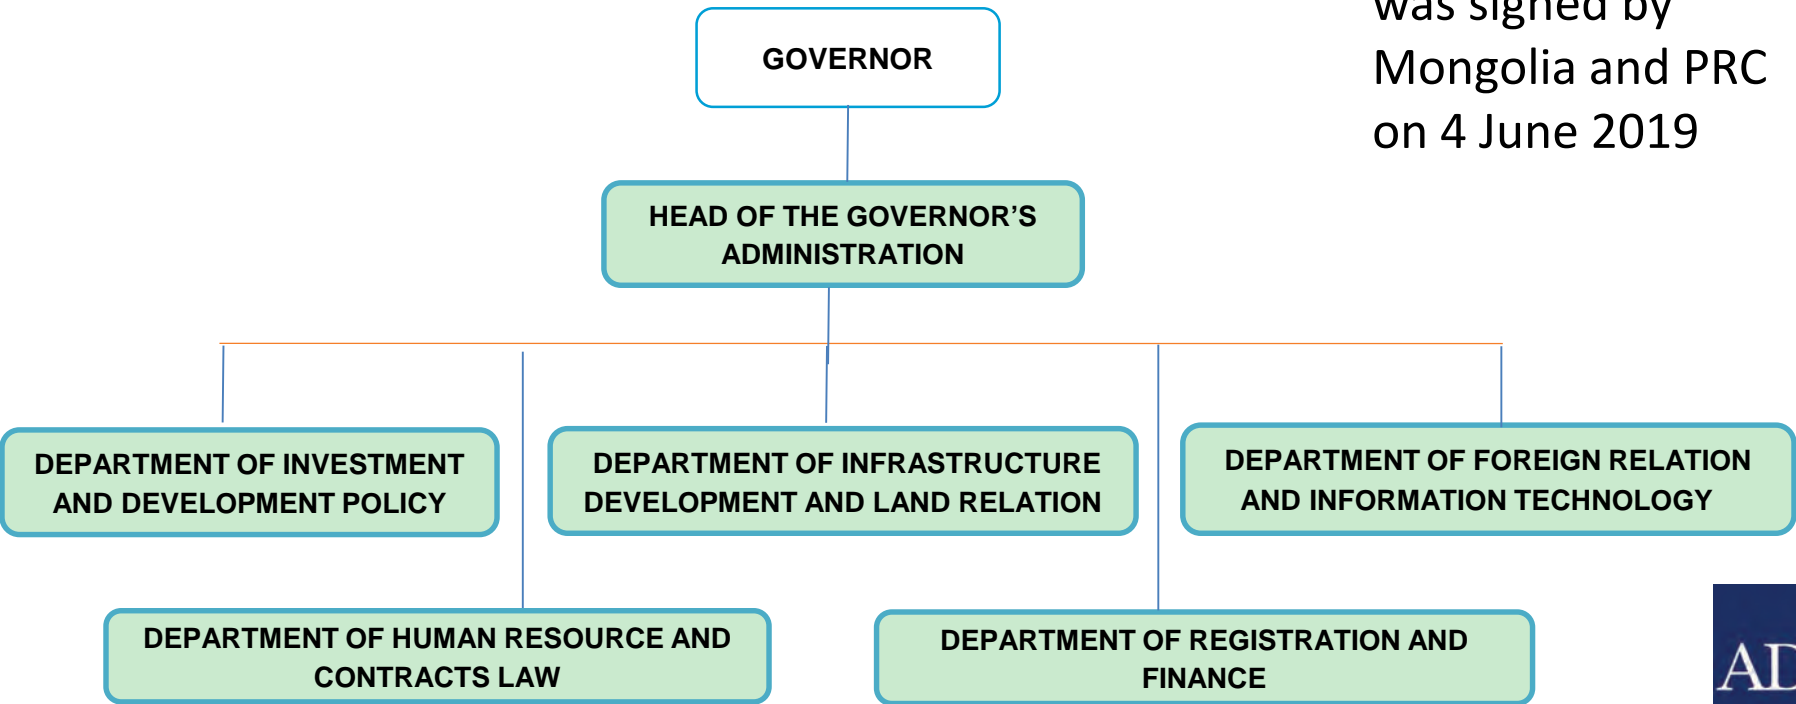 was signed by
Mongolia and PRC
on 4 June 2019
GOVERNOR
HEAD OF THE GOVERNOR’S
ADMINISTRATION
DEPARTMENT OF INVESTMENT
AND DEVELOPMENT POLICY
DEPARTMENT OF INFRASTRUCTURE
DEVELOPMENT AND LAND RELATION
DEPARTMENT OF FOREIGN RELATION
AND INFORMATION TECHNOLOGY
DEPARTMENT OF HUMAN RESOURCE AND
CONTRACTS LAW
DEPARTMENT OF REGISTRATION AND
FINANCE
AD